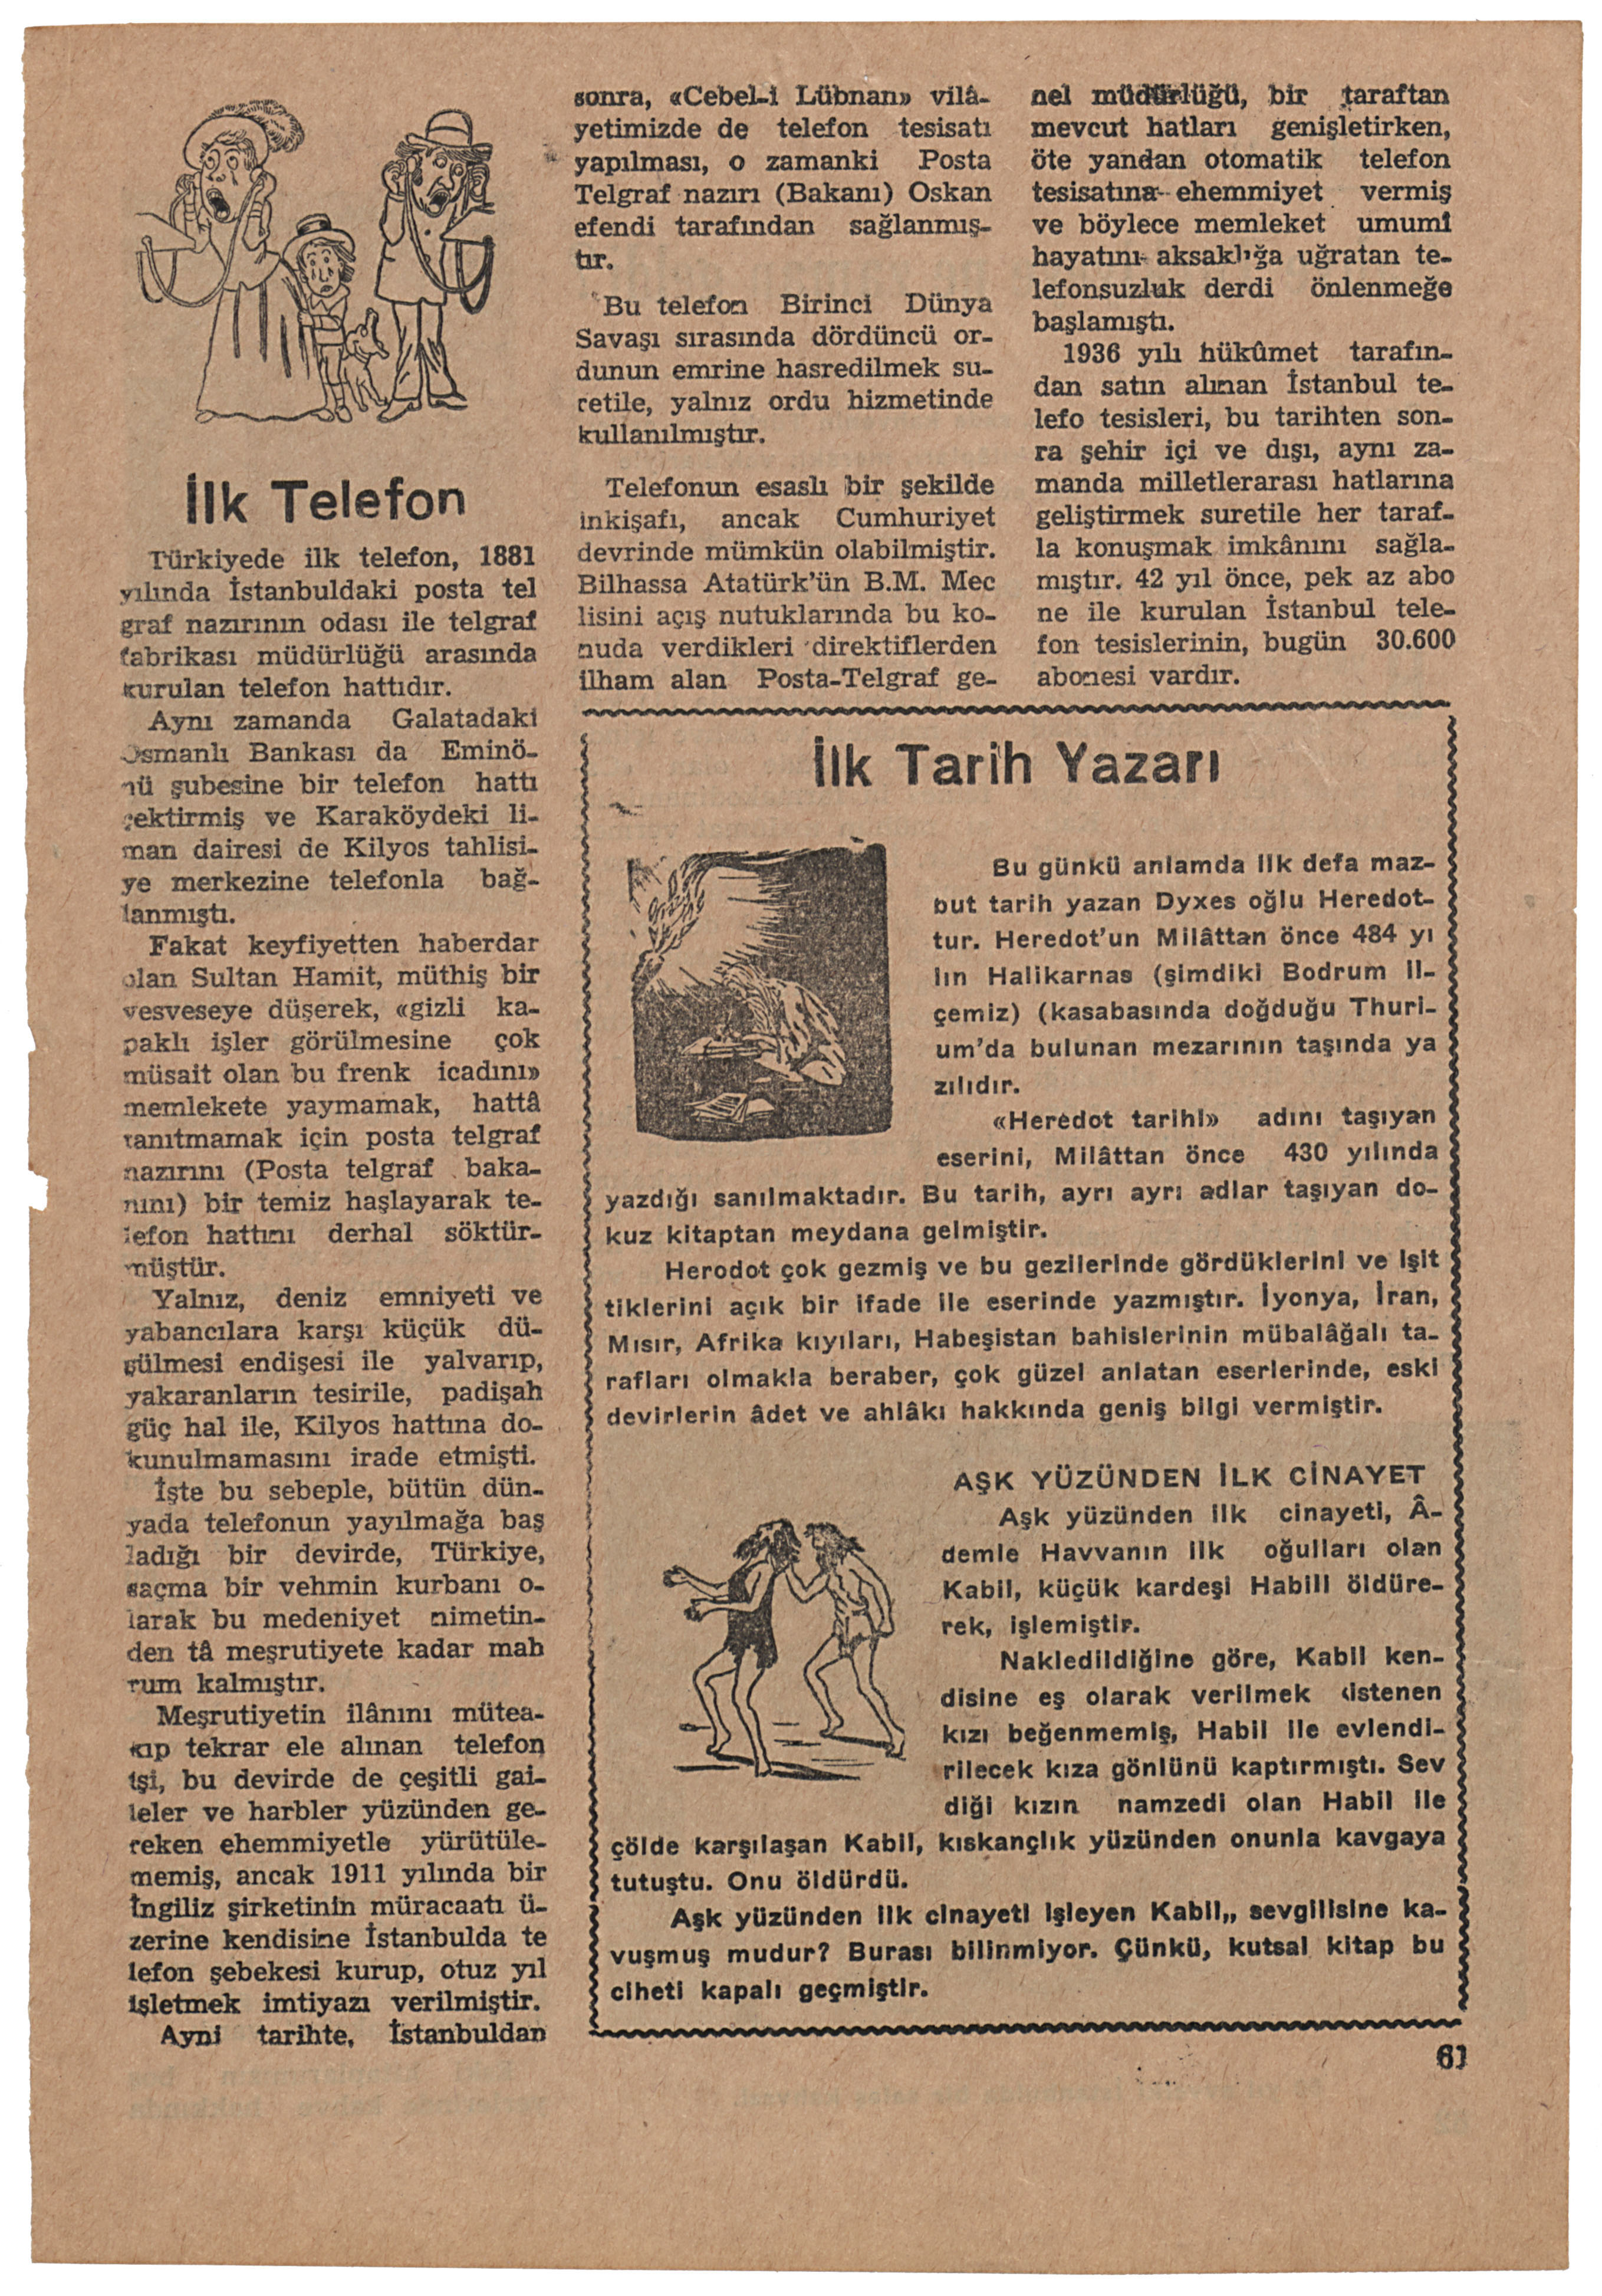 İlk Telefon
Türkiyede ilk telefon, 1881
yılında İstanbuldaki posta tel
graf nazırının odası ile telgraf
fabrikası müdürlüğü arasında
kurulan telefon hattıdır.
Aynı zamanda Galatadaki
Osmanlı Bankası da Eminö-
nü şubesine bir telefon hattı
çektirmiş ve Karaköydeki li-
man dairesi de Kilyos tahlisi-
ye merkezine telefonla bağ-
lanmıştı.
Fakat keyfiyetten haberdar
olan Sultan Hamit, müthiş bir
vesveseye düşerek, «gizli ka-
paklı işler görülmesine çok
müsait olan bu frenk icadını»
memlekete yaymamak, hattâ
tanıtmamak için posta telgraf
nazırını (Posta telgraf baka-
nını) bir temiz haşlayarak te-
lefon hattını derhal söktür-
müştür.
Yalnız, deniz emniyeti ve
yabancılara karşı küçük dü-
şülmesi endişesi ile yalvarıp,
yakaranların tesirile, padişah
güç hal ile, Kilyos hattına do-
kunulmamasını irade etmişti.
İşte bu sebeple, bütün dün-
yada telefonun yayılmağa baş
ladığı bir devirde, Türkiye,
saçma bir vehmin kurbanı o-
larak bu medeniyet nimetin-
den tâ meşrutiyete kadar mah
rum kalmıştır.
Meşrutiyetin ilânını mütea-
kıp tekrar ele alınan telefon
işi, bu devirde de çeşitli gai-
leler ve harbler yüzünden ge-
reken ehemmiyetle yürütüle-
memiş, ancak 1911 yılında bir
İngiliz şirketinin müracaatı ü-
zerine kendisine İstanbulda te
lefon şebekesi kurup, otuz yıl
işletmek imtiyazı verilmiştir.
Ayni tarihte, İstanbuldan
sonra, «Cebel-i Lübnan» vilâ-
yetimizde de telefon tesisatı
yapılması, o zamanki Posta
Telgraf nazırı (Bakanı) Oskan
efendi tarafından sağlanmış-
tır.
Bu telefon Birinci Dünya
Savaşı sırasında dördüncü or-
dunun emrine hasredilmek su-
retile, yalnız ordu hizmetinde
kullanılmıştır.
Telefonun esaslı bir şekilde
inkişafı, ancak Cumhuriyet
devrinde mümkün olabilmiştir.
Bilhassa Atatürk'ün B.M. Mec
lisini açış nutuklarında bu ko-
nuda verdikleri direktiflerden
ilham alan Posta-Telgraf ge-
nel müdürlüğü, bir taraftan
mevcut hatları genişletirken,
öte yandan otomatik telefon
tesisatına ehemmiyet vermiş
ve böylece memleket umumî
hayatını aksaklığa uğratan te-
lefonsuzluk derdi önlenmeğe
başlamıştı.
1936 yılı hükûmet tarafın-
dan satın alınan İstanbul te-
lefo tesisleri, bu tarihten son-
ra şehir içi ve dışı, aynı za-
manda milletlerarası hatlarına
geliştirmek suretile her taraf-
la konuşmak imkânını sağla-
mıştır. 42 yıl önce, pek az abo
ne ile kurulan İstanbul tele-
fon tesislerinin, bugün 30.600
abonesi vardır.
İlk Tarih Yazarı
Bu günkü anlamda ilk defa maz-
but tarih yazan Dyxes oğlu Heredot-
tur. Heredot'un Milâttan önce 484 yı
lın Halikarnas (şimdiki Bodrum il-
çemiz) (kasabasında doğduğu Thuri-
um'da bulunan mezarının taşında ya
zılıdır.
«Heredot tarihi» adını taşıyan
eserini, Milâttan önce 430 yılında
yazdığı sanılmaktadır. Bu tarih, ayrı ayrı adlar taşıyan do-
kuz kitaptan meydana gelmiştir.
Herodot çok gezmiş ve bu gezilerinde gördüklerini ve işit
tiklerini açık bir ifade ile eserinde yazmıştır. İyonya, İran,
Mısır, Afrika kıyıları, Habeşistan bahislerinin mübalâğalı ta-
rafları olmakla beraber, çok güzel anlatan eserlerinde, eski
devirlerin âdet ve ahlâkı hakkında geniş bilgi vermiştir.
AŞK YÜZÜNDEN İLK CİNAYET
Aşk yüzünden ilk cinayeti, Â-
demle Havvanın ilk oğulları olan
Kabil, küçük kardeşi Habili öldüre-
rek, işlemiştir.
Nakledildiğine göre, Kabil ken-
disine eş olarak verilmek istenen
kızı beğenmemiş, Habil ile evlendi-
rilecek kıza gönlünü kaptırmıştı. Sev
diği kızın namzedi olan Habil ile
çölde karşılaşan Kabil, kıskançlık yüzünden onunla kavgaya
tutuştu. Onu öldürdü.
Aşk yüzünden ilk cinayeti işleyen Kabil,, sevgilisine ka-
vuşmuş mudur? Burası bilinmiyor. Çünkü, kutsal kitap bu
ciheti kapalı geçmiştir.
61